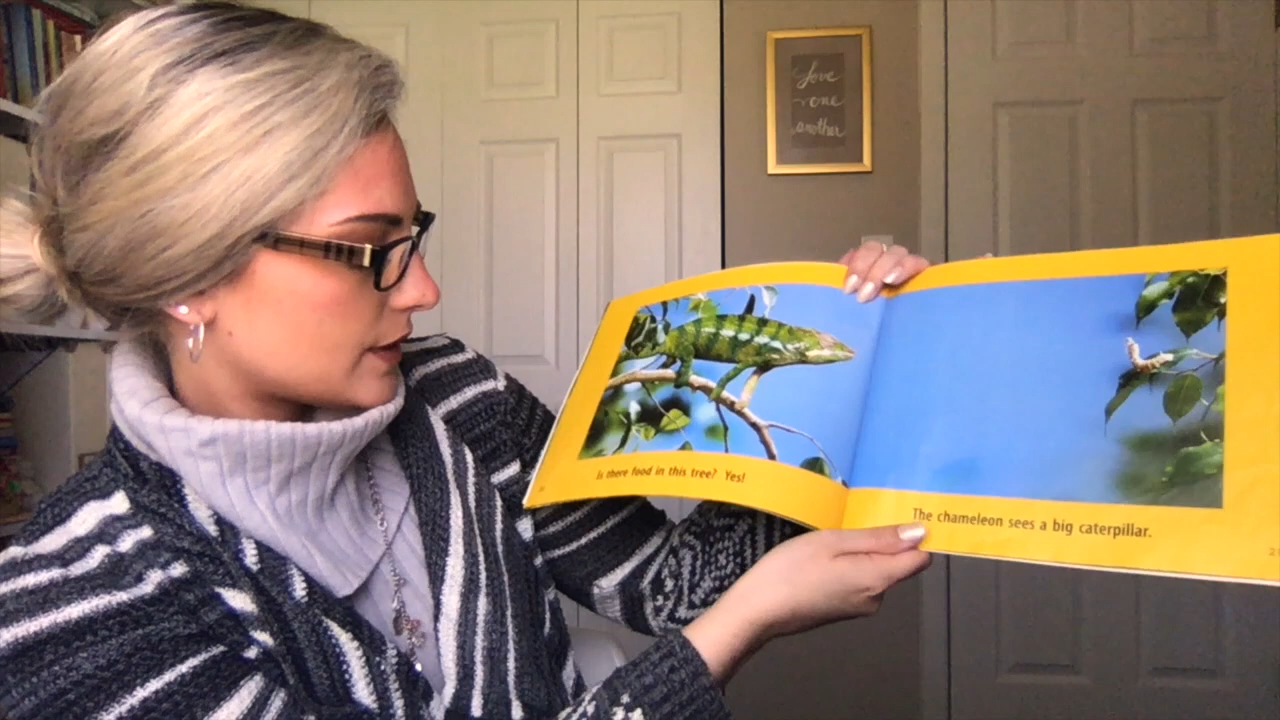 Love
one
another
Is there food in this tree? Yes!
The chameleon sees a big caterpillar.